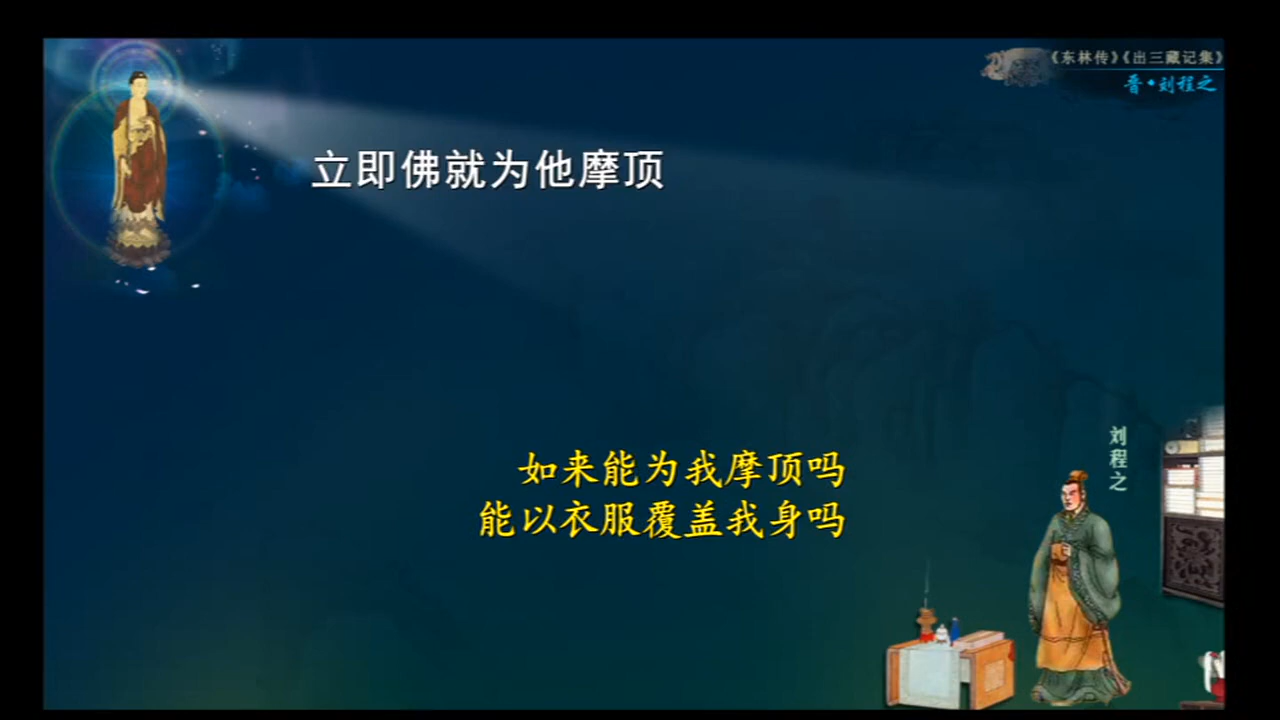 《东林传》《出三藏记集》
晋·刘程之
立即佛就为他摩顶
如来能为我摩顶吗
能以衣服覆盖我身吗
刘程之